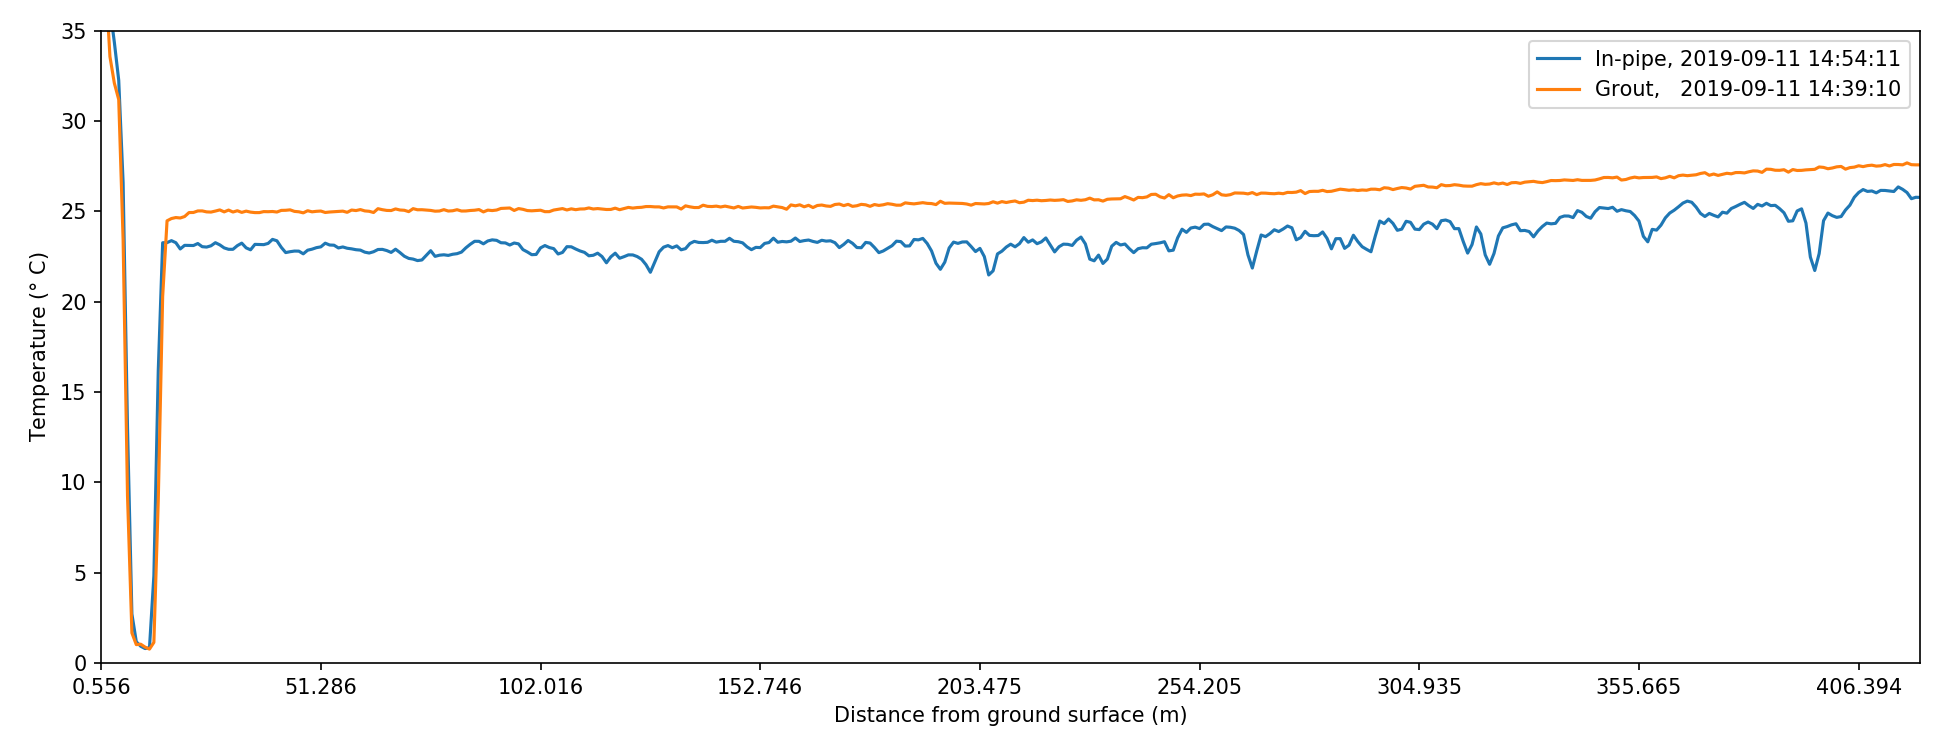 In-pipe, 2019-09-11 14:54:11
Grout, 2019-09-11 14:39:10
35
30
25
20
15
10
5
0
Temperature (° C)
0.556 51.286 102.016 152.746 203.475 254.205 304.935 355.665 406.394
Distance from ground surface (m)